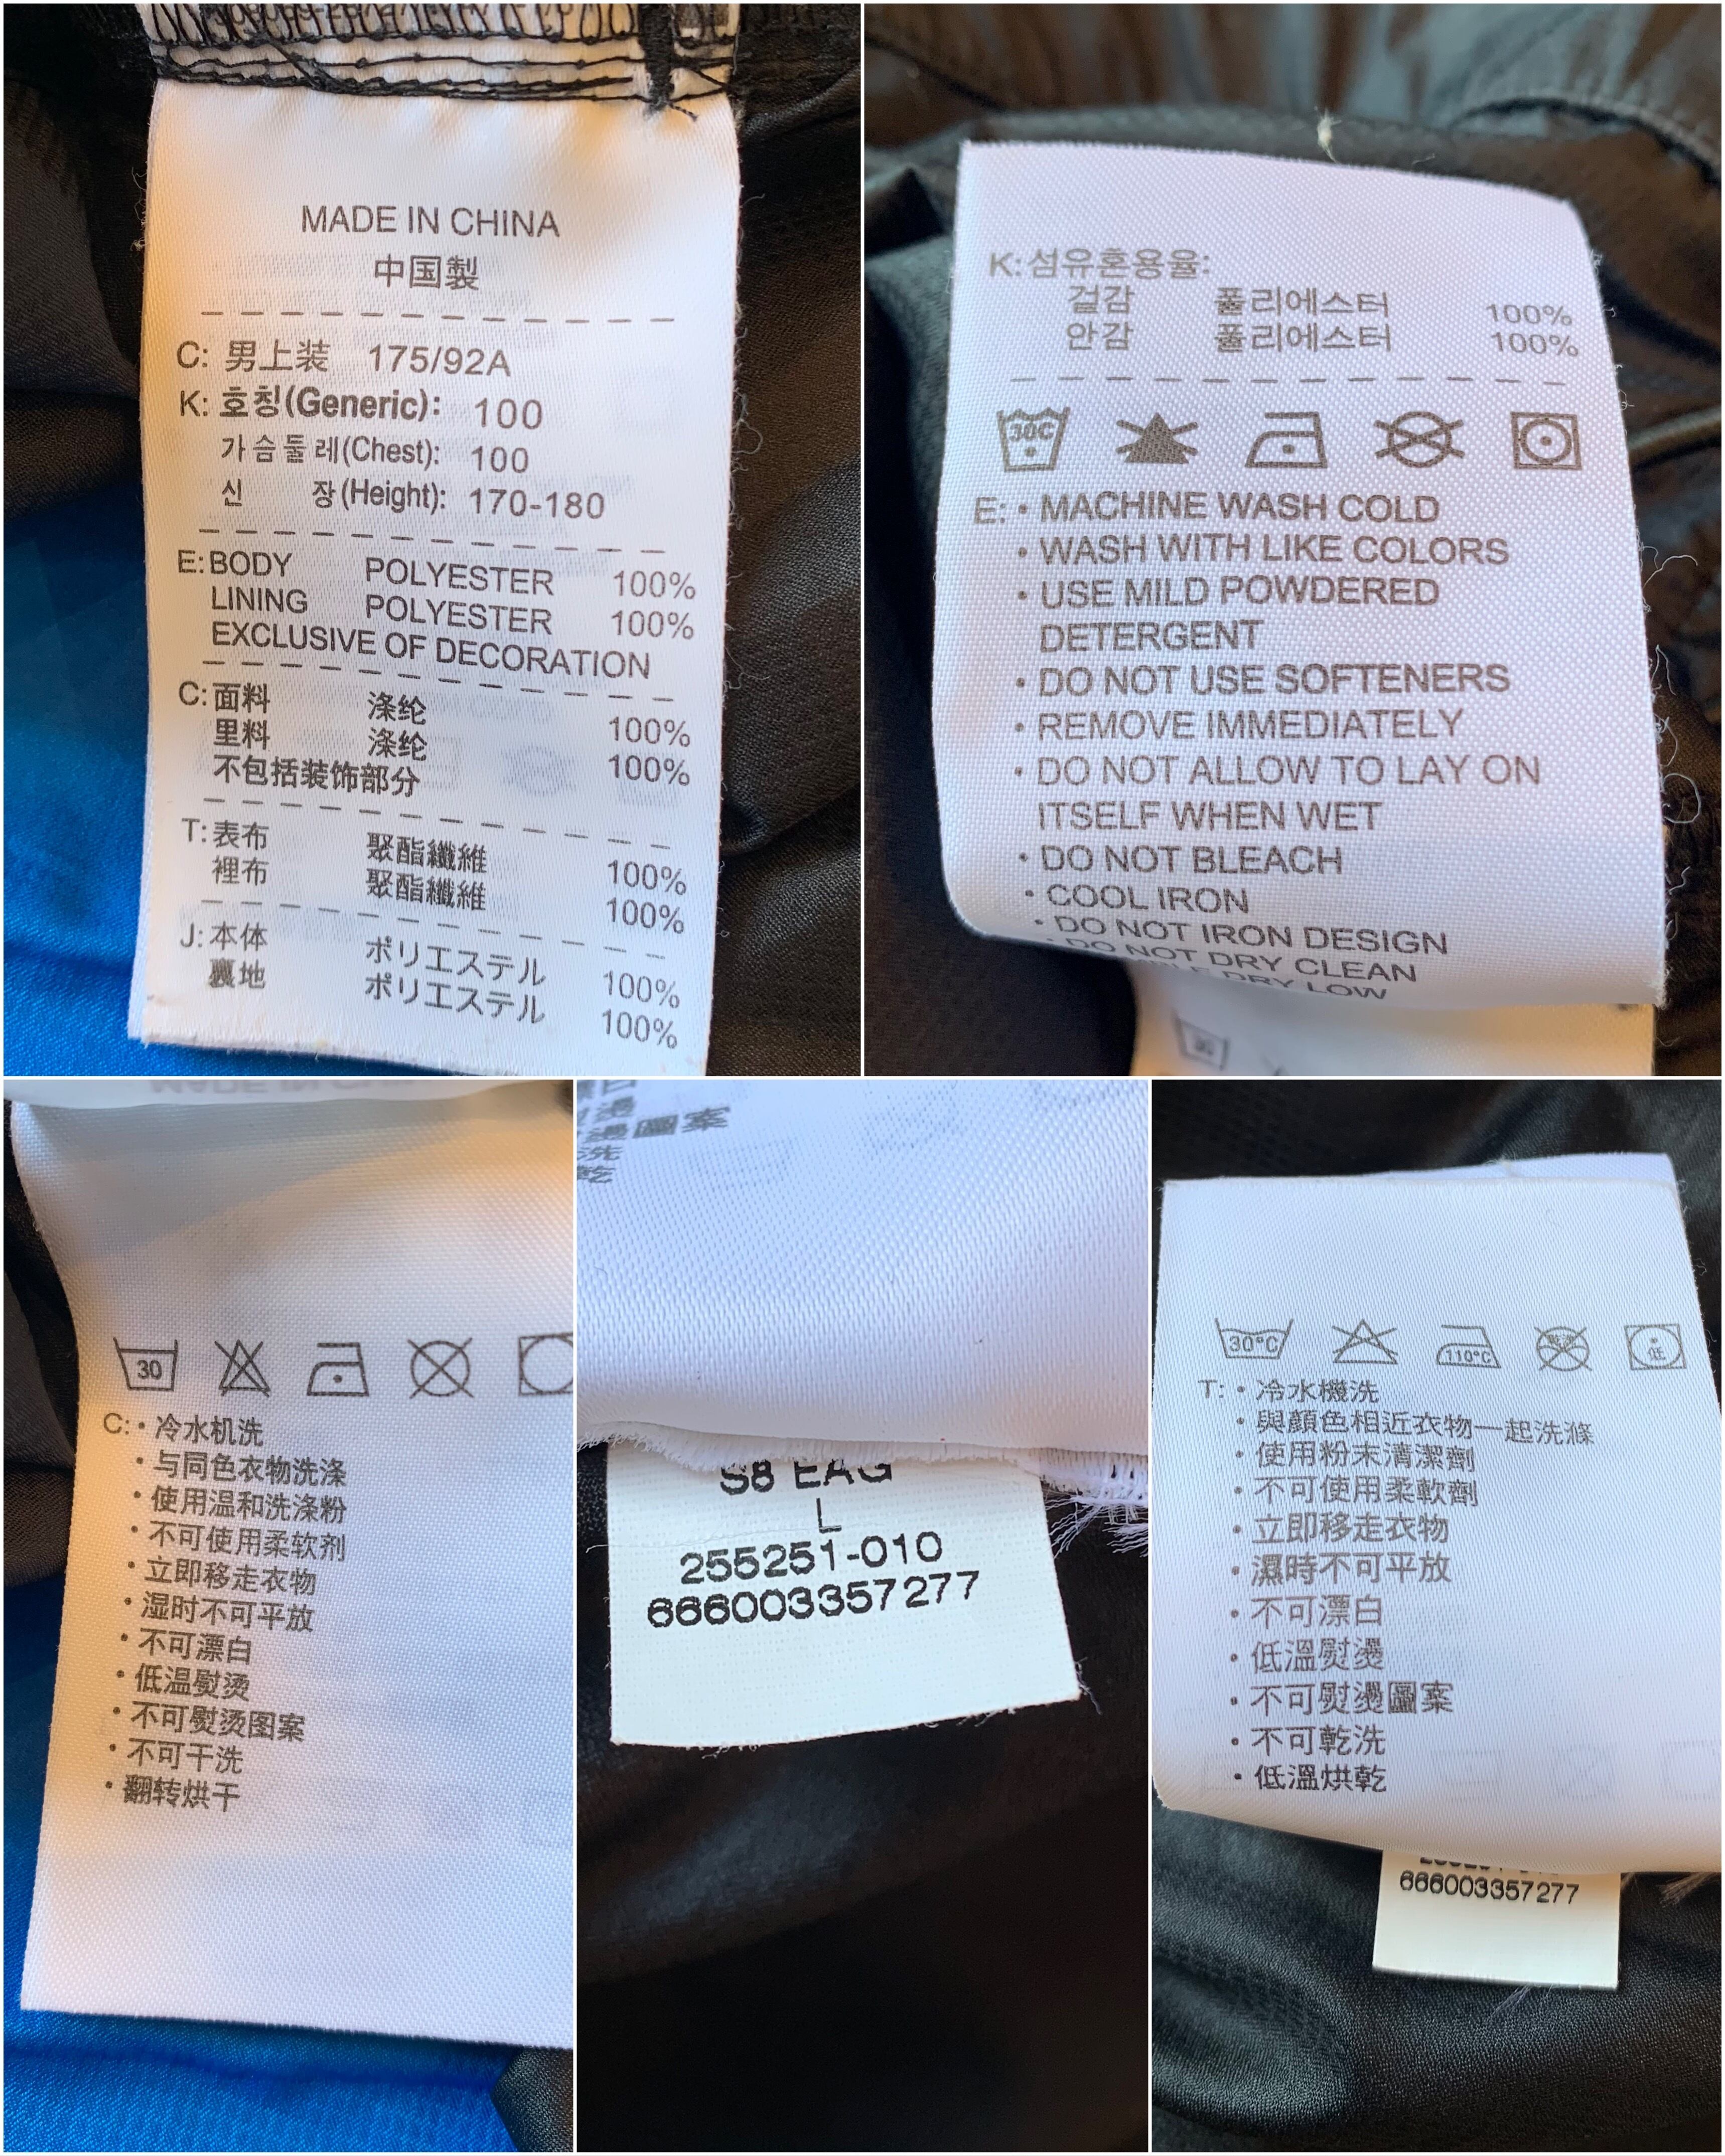 MADE IN CHINA
中国製
C: 男上装 175/92A
K: 호칭(Generic): 100
가슴둘레(Chest): 100
신 장(Height): 170-180
E: BODY POLYESTER 100%
LINING POLYESTER 100%
EXCLUSIVE OF DECORATION
C: 面料 涤纶 100%
里料 涤纶 100%
不包括装饰部分
T: 表布 聚酯纖維 100%
裡布 聚酯纖維 100%
J: 本体 ポリエステル 100%
裏地 ポリエステル 100%
K: 섬유혼용율:
겉감 폴리에스터 100%
안감 폴리에스터 100%
30C
E: • MACHINE WASH COLD
• WASH WITH LIKE COLORS
• USE MILD POWDERED
DETERGENT
• DO NOT USE SOFTENERS
• REMOVE IMMEDIATELY
• DO NOT ALLOW TO LAY ON
ITSELF WHEN WET
• DO NOT BLEACH
• COOL IRON
• DO NOT IRON DESIGN
• DO NOT DRY CLEAN
DRY LOW
30
30
C: • 冷水机洗
• 与同色衣物洗涤
• 使用温和洗涤粉
• 不可使用柔软剂
• 立即移走衣物
• 湿时不可平放
• 不可漂白
• 低温熨烫
• 不可熨烫图案
• 不可干洗
• 翻转烘干
燙圖案
洗
乾
S8 EAG
L
255251-010
666003357277
30°C 110°C 乾洗 低
T: • 冷水機洗
• 與顏色相近衣物一起洗滌
• 使用粉末清潔劑
• 不可使用柔軟劑
• 立即移走衣物
• 濕時不可平放
• 不可漂白
• 低溫熨燙
• 不可熨燙圖案
• 不可乾洗
• 低溫烘乾
666003357277